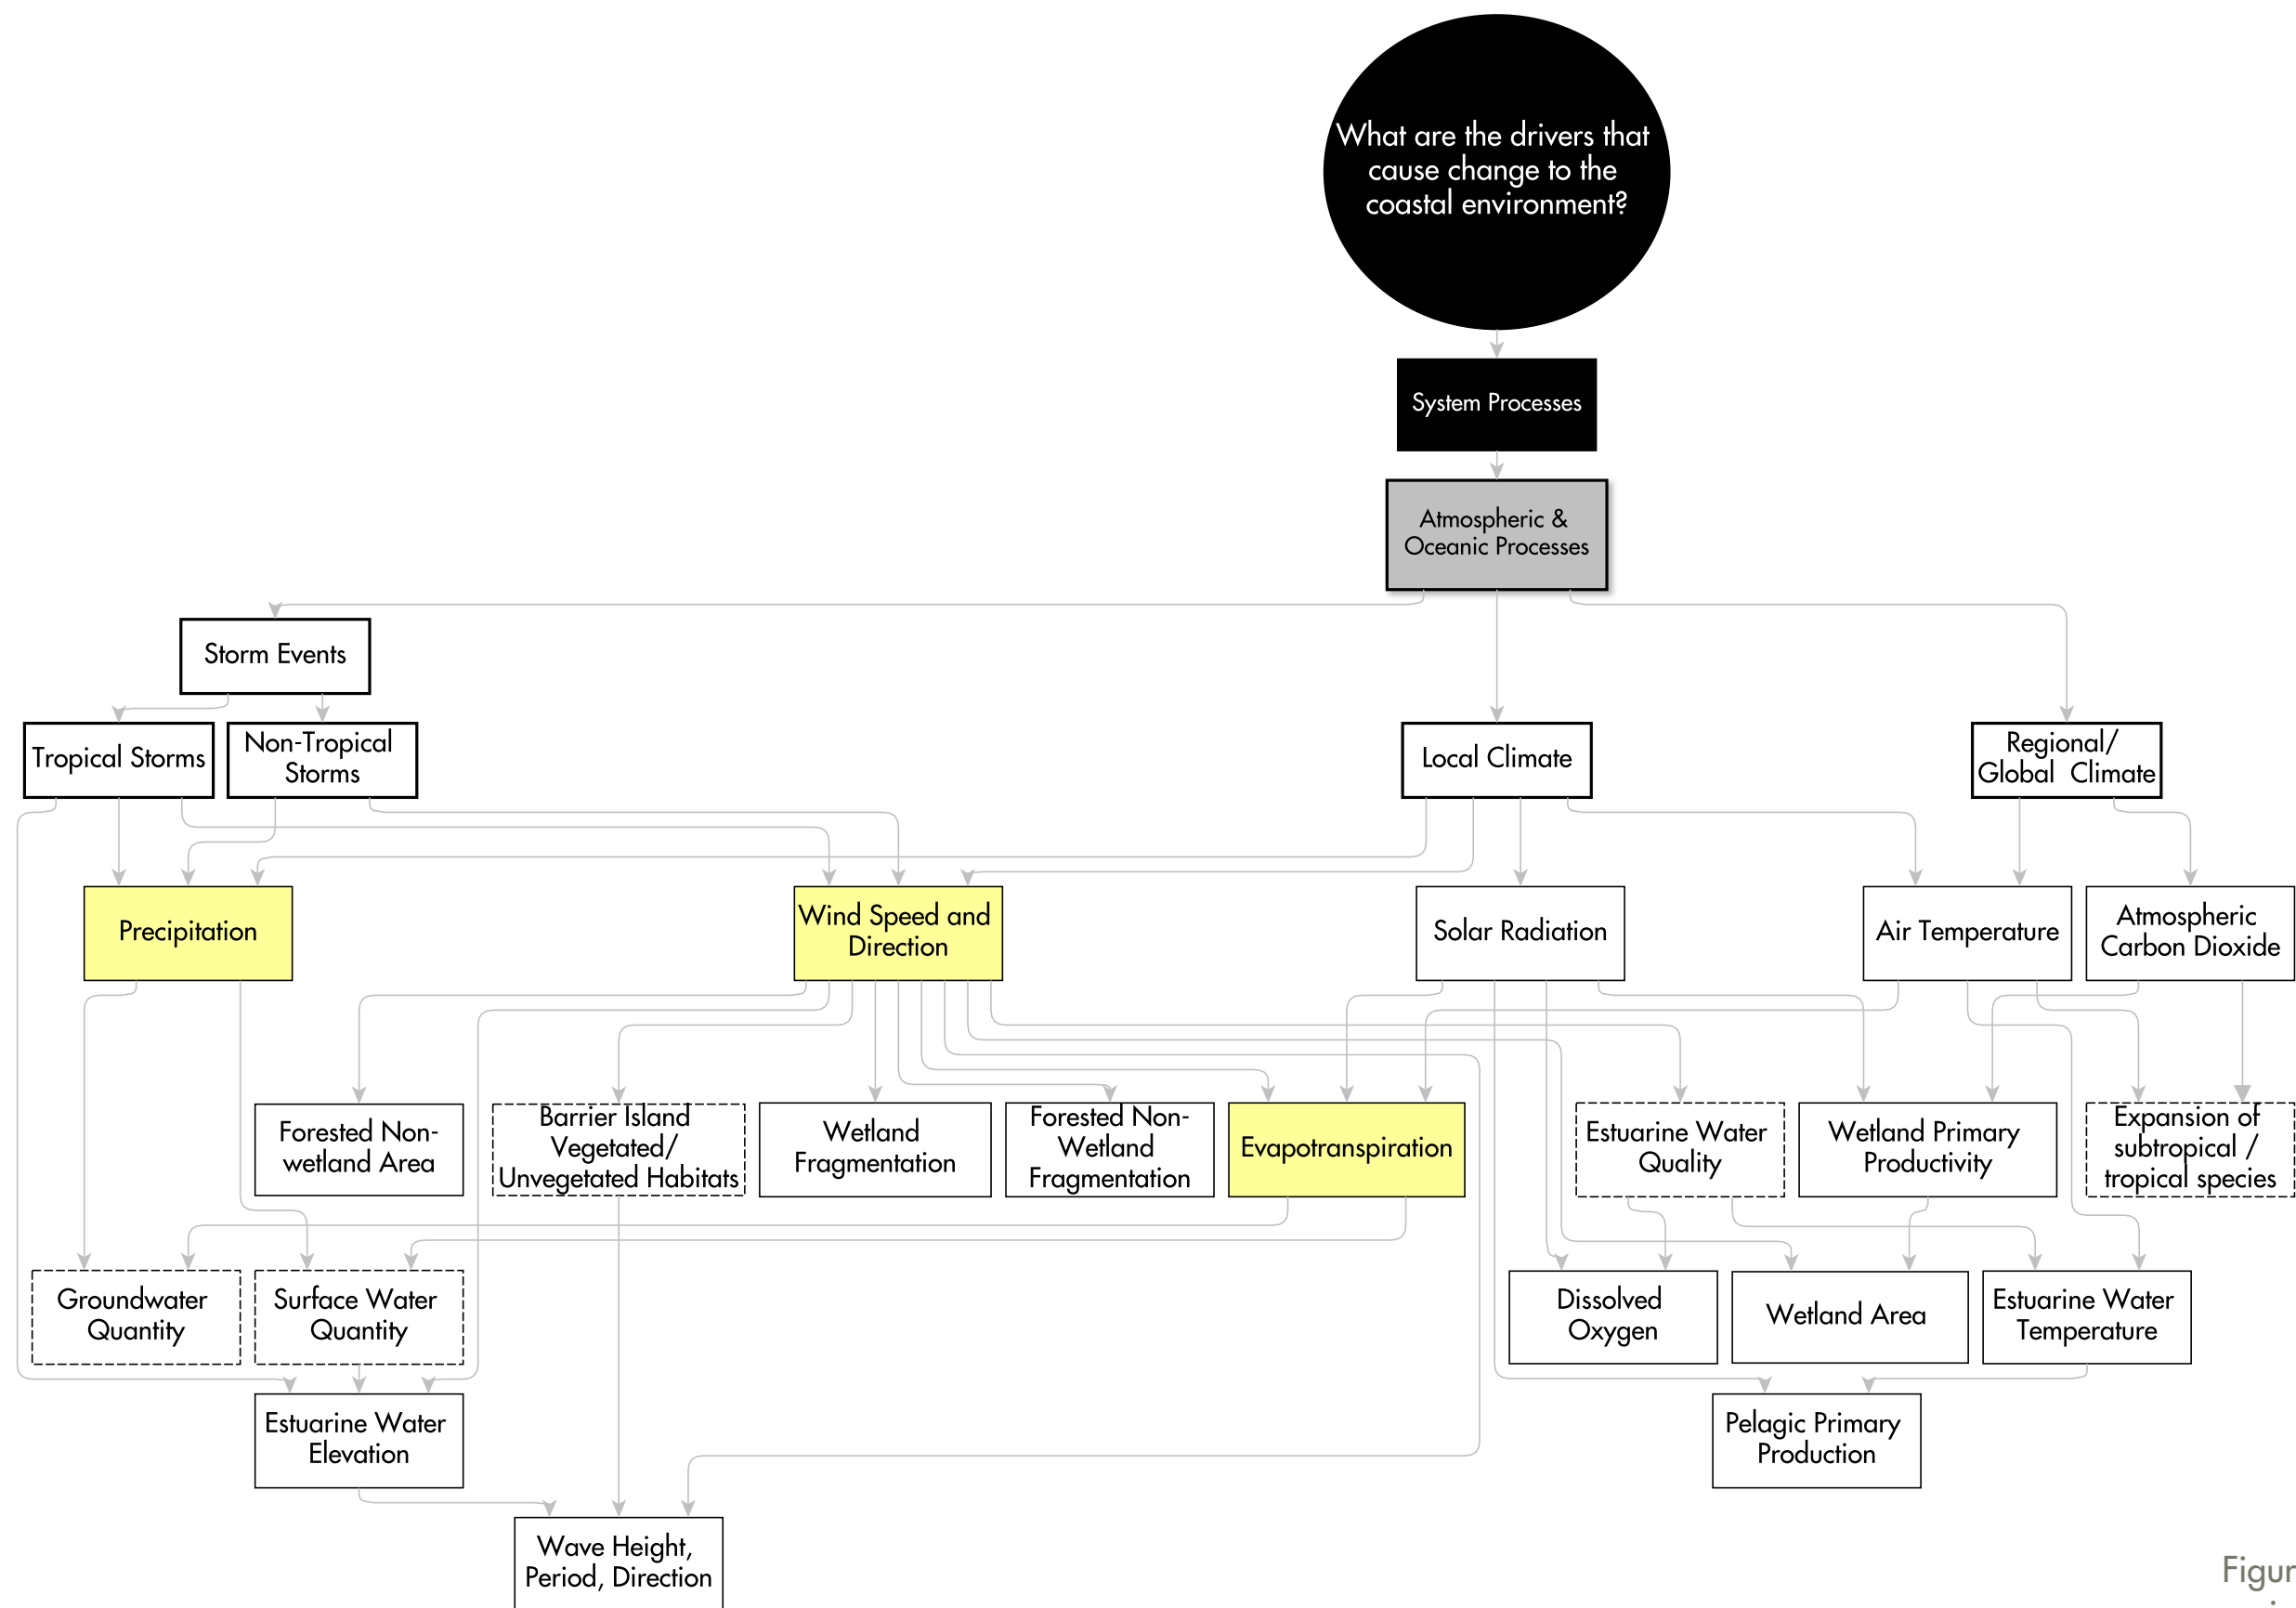 What are the drivers that
cause change to the
coastal environment?
System Processes
Atmospheric &
Oceanic Processes
Storm Events
Tropical Storms
Non-Tropical
Storms
Local Climate
Regional/
Global Climate
Precipitation
Wind Speed and
Direction
Solar Radiation
Air Temperature
Atmospheric
Carbon Dioxide
Forested Non-
wetland Area
Barrier Island
Vegetated/
Unvegetated Habitats
Wetland
Fragmentation
Forested Non-
Wetland
Fragmentation
Evapotranspiration
Estuarine Water
Quality
Wetland Primary
Productivity
Expansion of
subtropical /
tropical species
Groundwater
Quantity
Surface Water
Quantity
Dissolved
Oxygen
Wetland Area
Estuarine Water
Temperature
Estuarine Water
Elevation
Pelagic Primary
Production
Wave Height,
Period, Direction
Figur